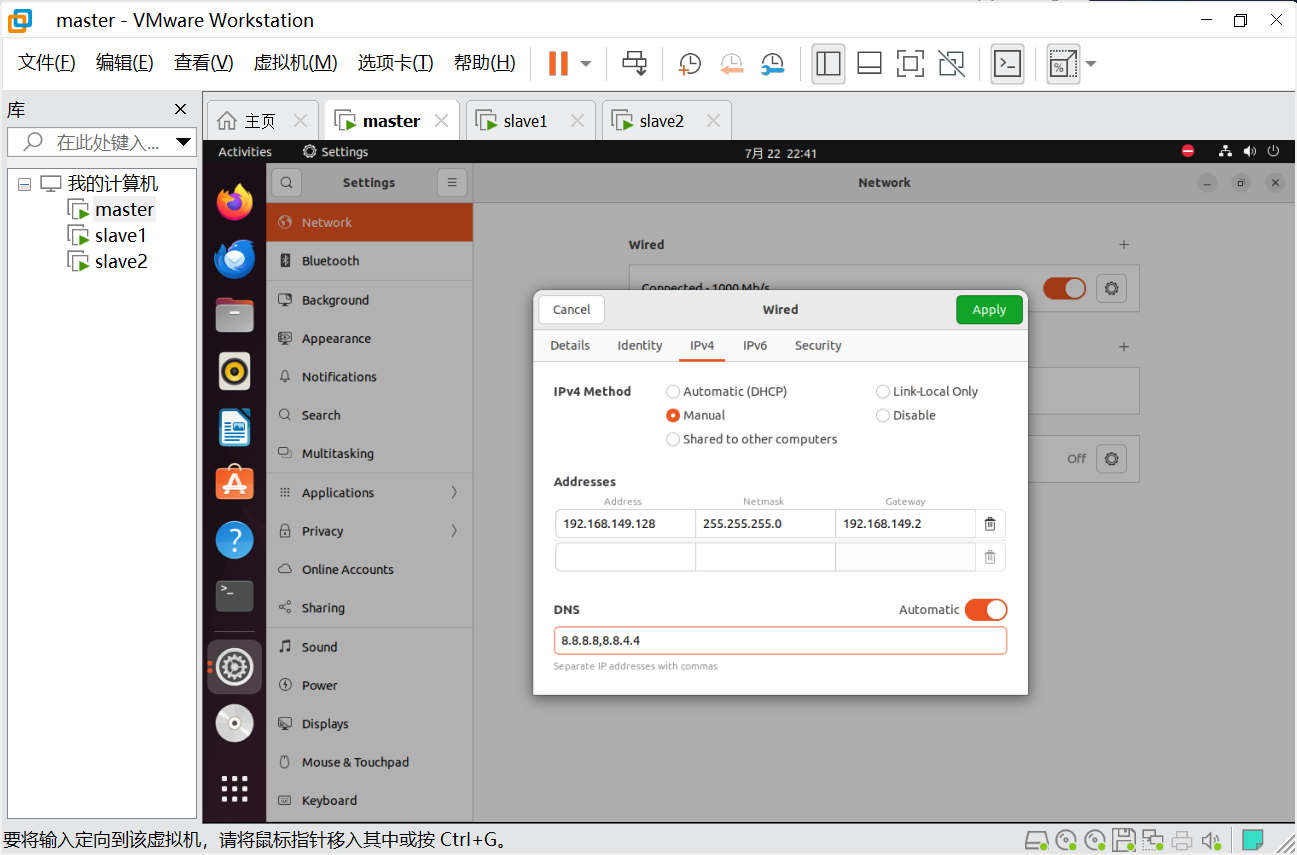 master - VMware Workstation
文件(F) 编辑(E) 查看(V) 虚拟机(M) 选项卡(T) 帮助(H)
库
在此处键入...
我的计算机
master
slave1
slave2
主页
master
slave1
slave2
Activities
Settings
7月 22 22:41
Settings
Network
Network
Bluetooth
Background
Appearance
Notifications
Search
Multitasking
Applications
Privacy
Online Accounts
Sharing
Sound
Power
Displays
Mouse & Touchpad
Keyboard
Wired
Connected - 1000 Mb/s
Off
Cancel
Wired
Apply
Details Identity IPv4 IPv6 Security
IPv4 Method
Automatic (DHCP)
Link-Local Only
Manual
Disable
Shared to other computers
Addresses
Address Netmask Gateway
192.168.149.128 255.255.255.0 192.168.149.2
DNS
Automatic
8.8.8.8,8.8.4.4
Separate IP addresses with commas
要将输入定向到该虚拟机，请将鼠标指针移入其中或按 Ctrl+G。